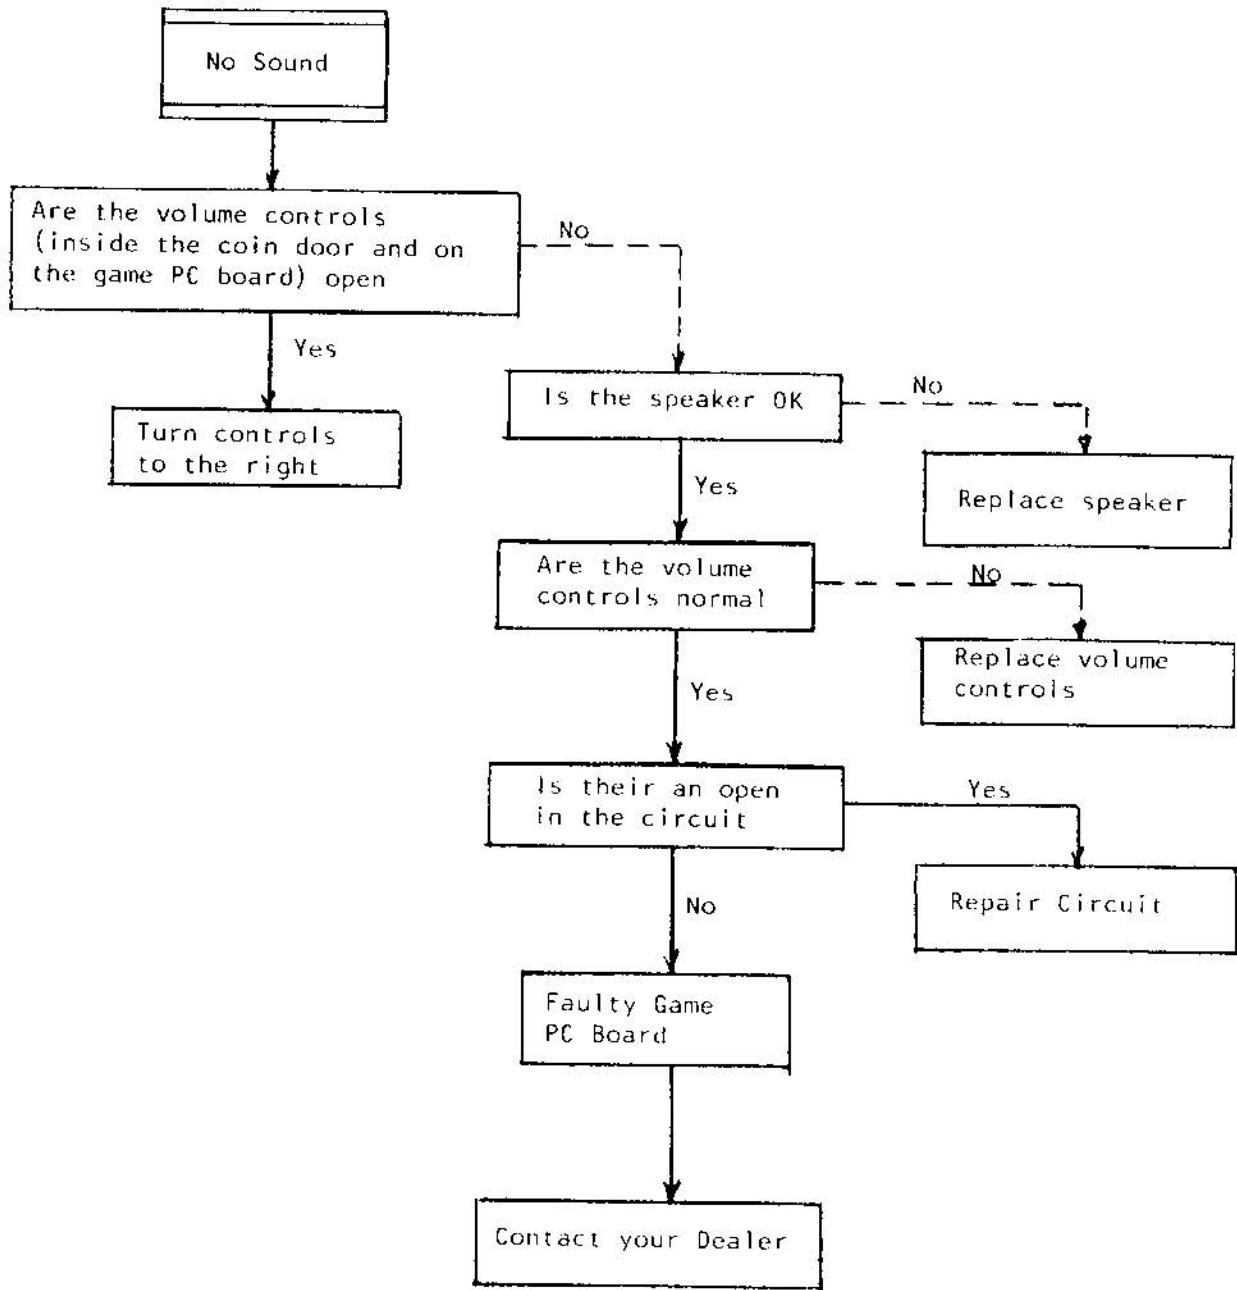 No Sound
Are the volume controls
(inside the coin door and on
the game PC board) open
No
Yes
Turn controls
to the right
Is the speaker OK
No
Yes
Replace speaker
Are the volume
controls normal
No
Yes
Replace volume
controls
Is their an open
in the circuit
Yes
No
Repair Circuit
Faulty Game
PC Board
Contact your Dealer